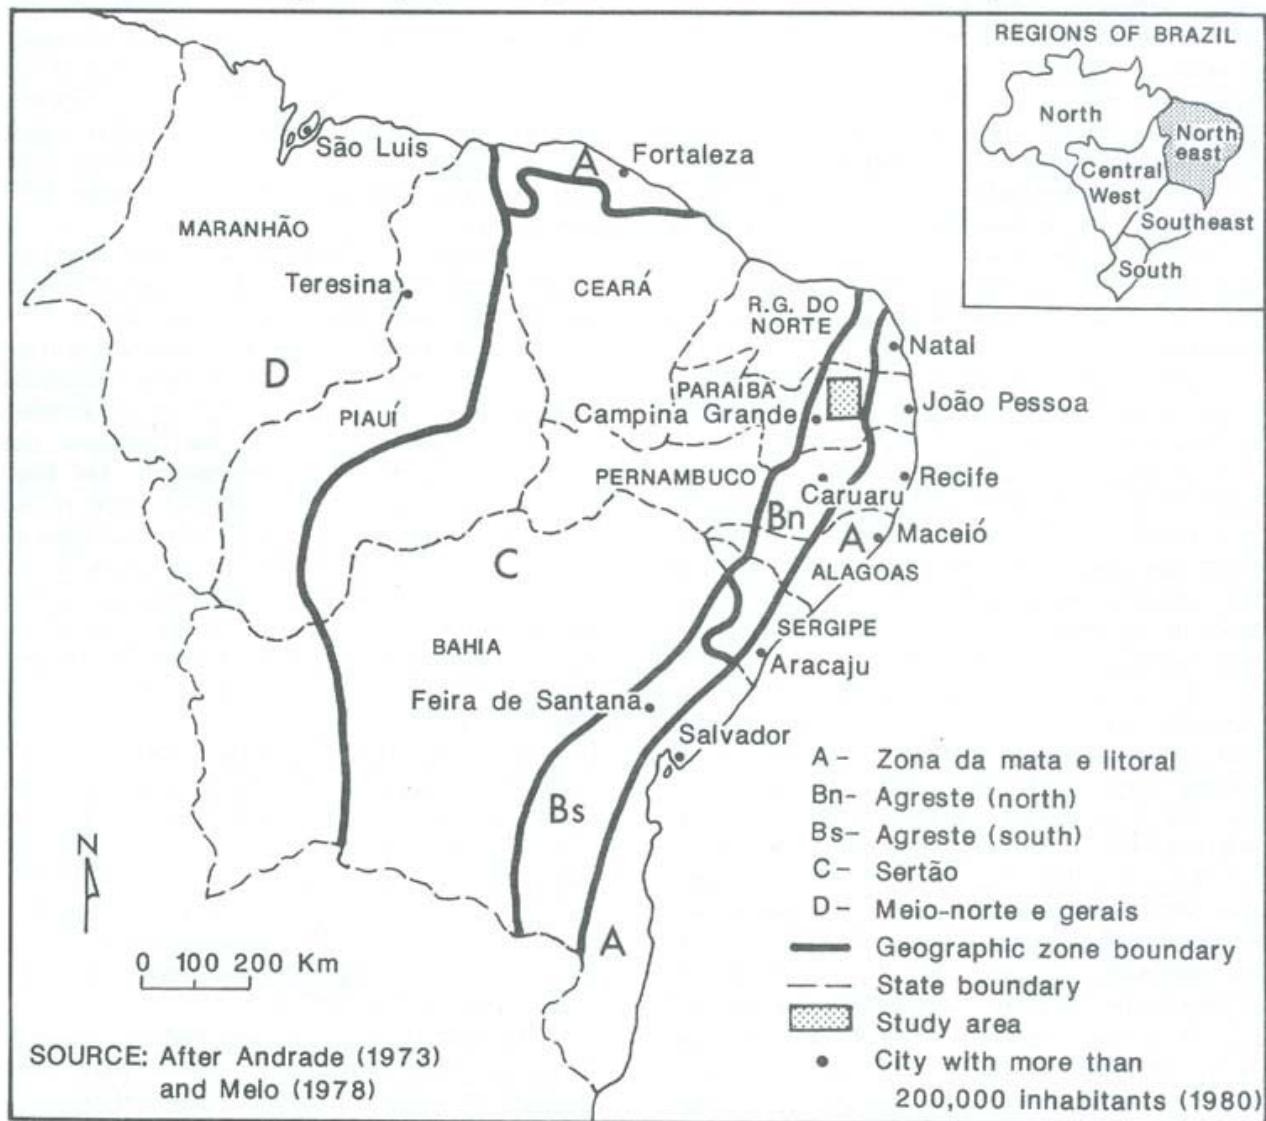 REGIONS OF BRAZIL
North
North
east
Central
West
Southeast
South
São Luis
A
Fortaleza
MARANHÃO
Teresina
CEARÁ
R.G. DO
NORTE
Natal
D
PARAIBA
PIAUÍ
Campina Grande
João Pessoa
PERNAMBUCO
Caruaru
Recife
Bn
A
Maceió
C
ALAGOAS
BAHIA
SERGIPE
Aracaju
Feira de Santana
Salvador
Bs
A
N
0 100 200 Km
A – Zona da mata e litoral
Bn– Agreste (north)
Bs– Agreste (south)
C – Sertão
D – Meio-norte e gerais
Geographic zone boundary
State boundary
Study area
City with more than
200,000 inhabitants (1980)
SOURCE: After Andrade (1973)
and Melo (1978)